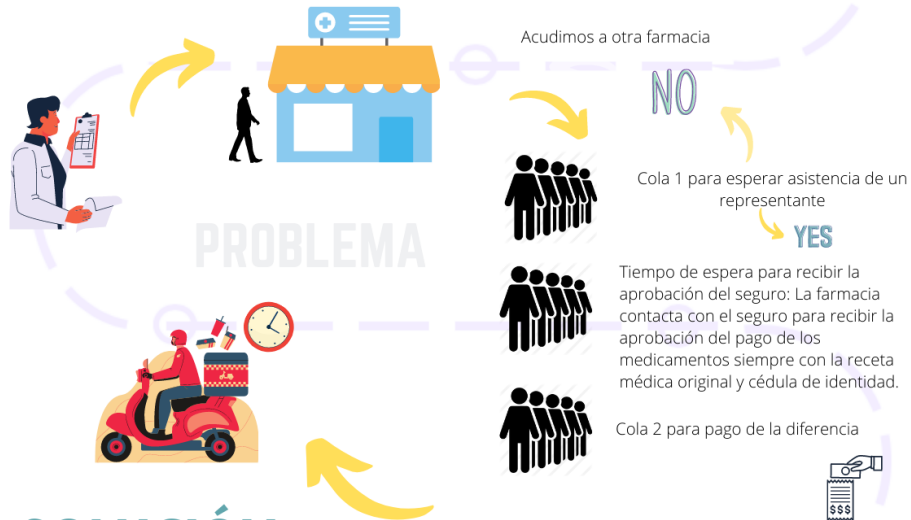 Acudimos a otra farmacia
NO
Cola 1 para esperar asistencia de un
representante
YES
PROBLEMA
Tiempo de espera para recibir la
aprobación del seguro: La farmacia
contacta con el seguro para recibir la
aprobación del pago de los
medicamentos siempre con la receta
médica original y cédula de identidad.
Cola 2 para pago de la diferencia
$$$